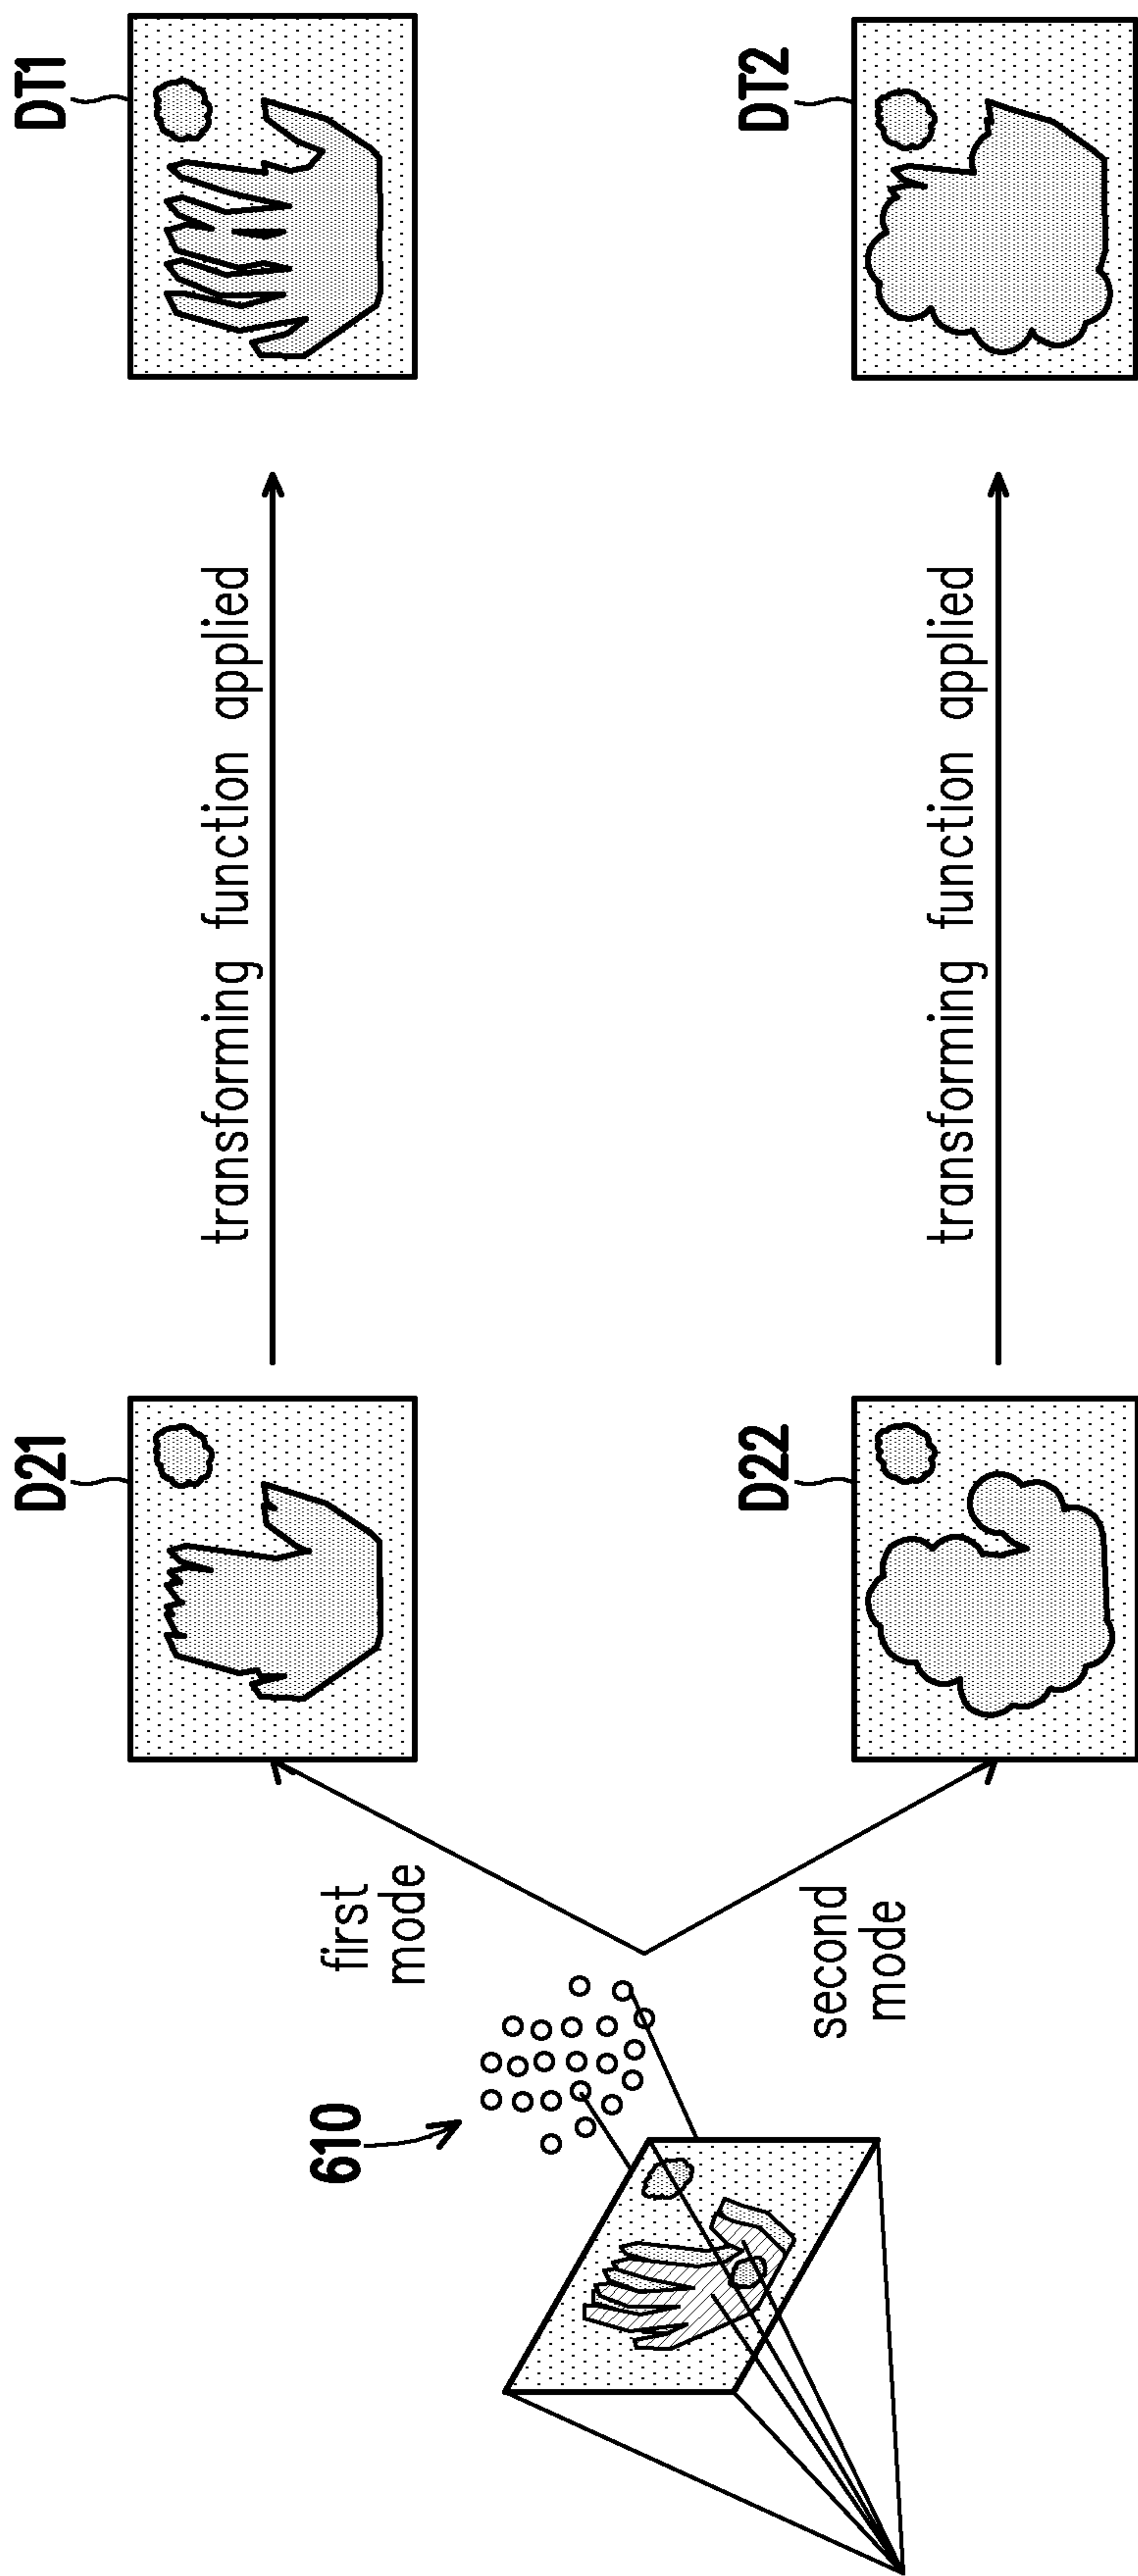 610
first
mode
second
mode
D21
transforming function applied
DT1
D22
transforming function applied
DT2